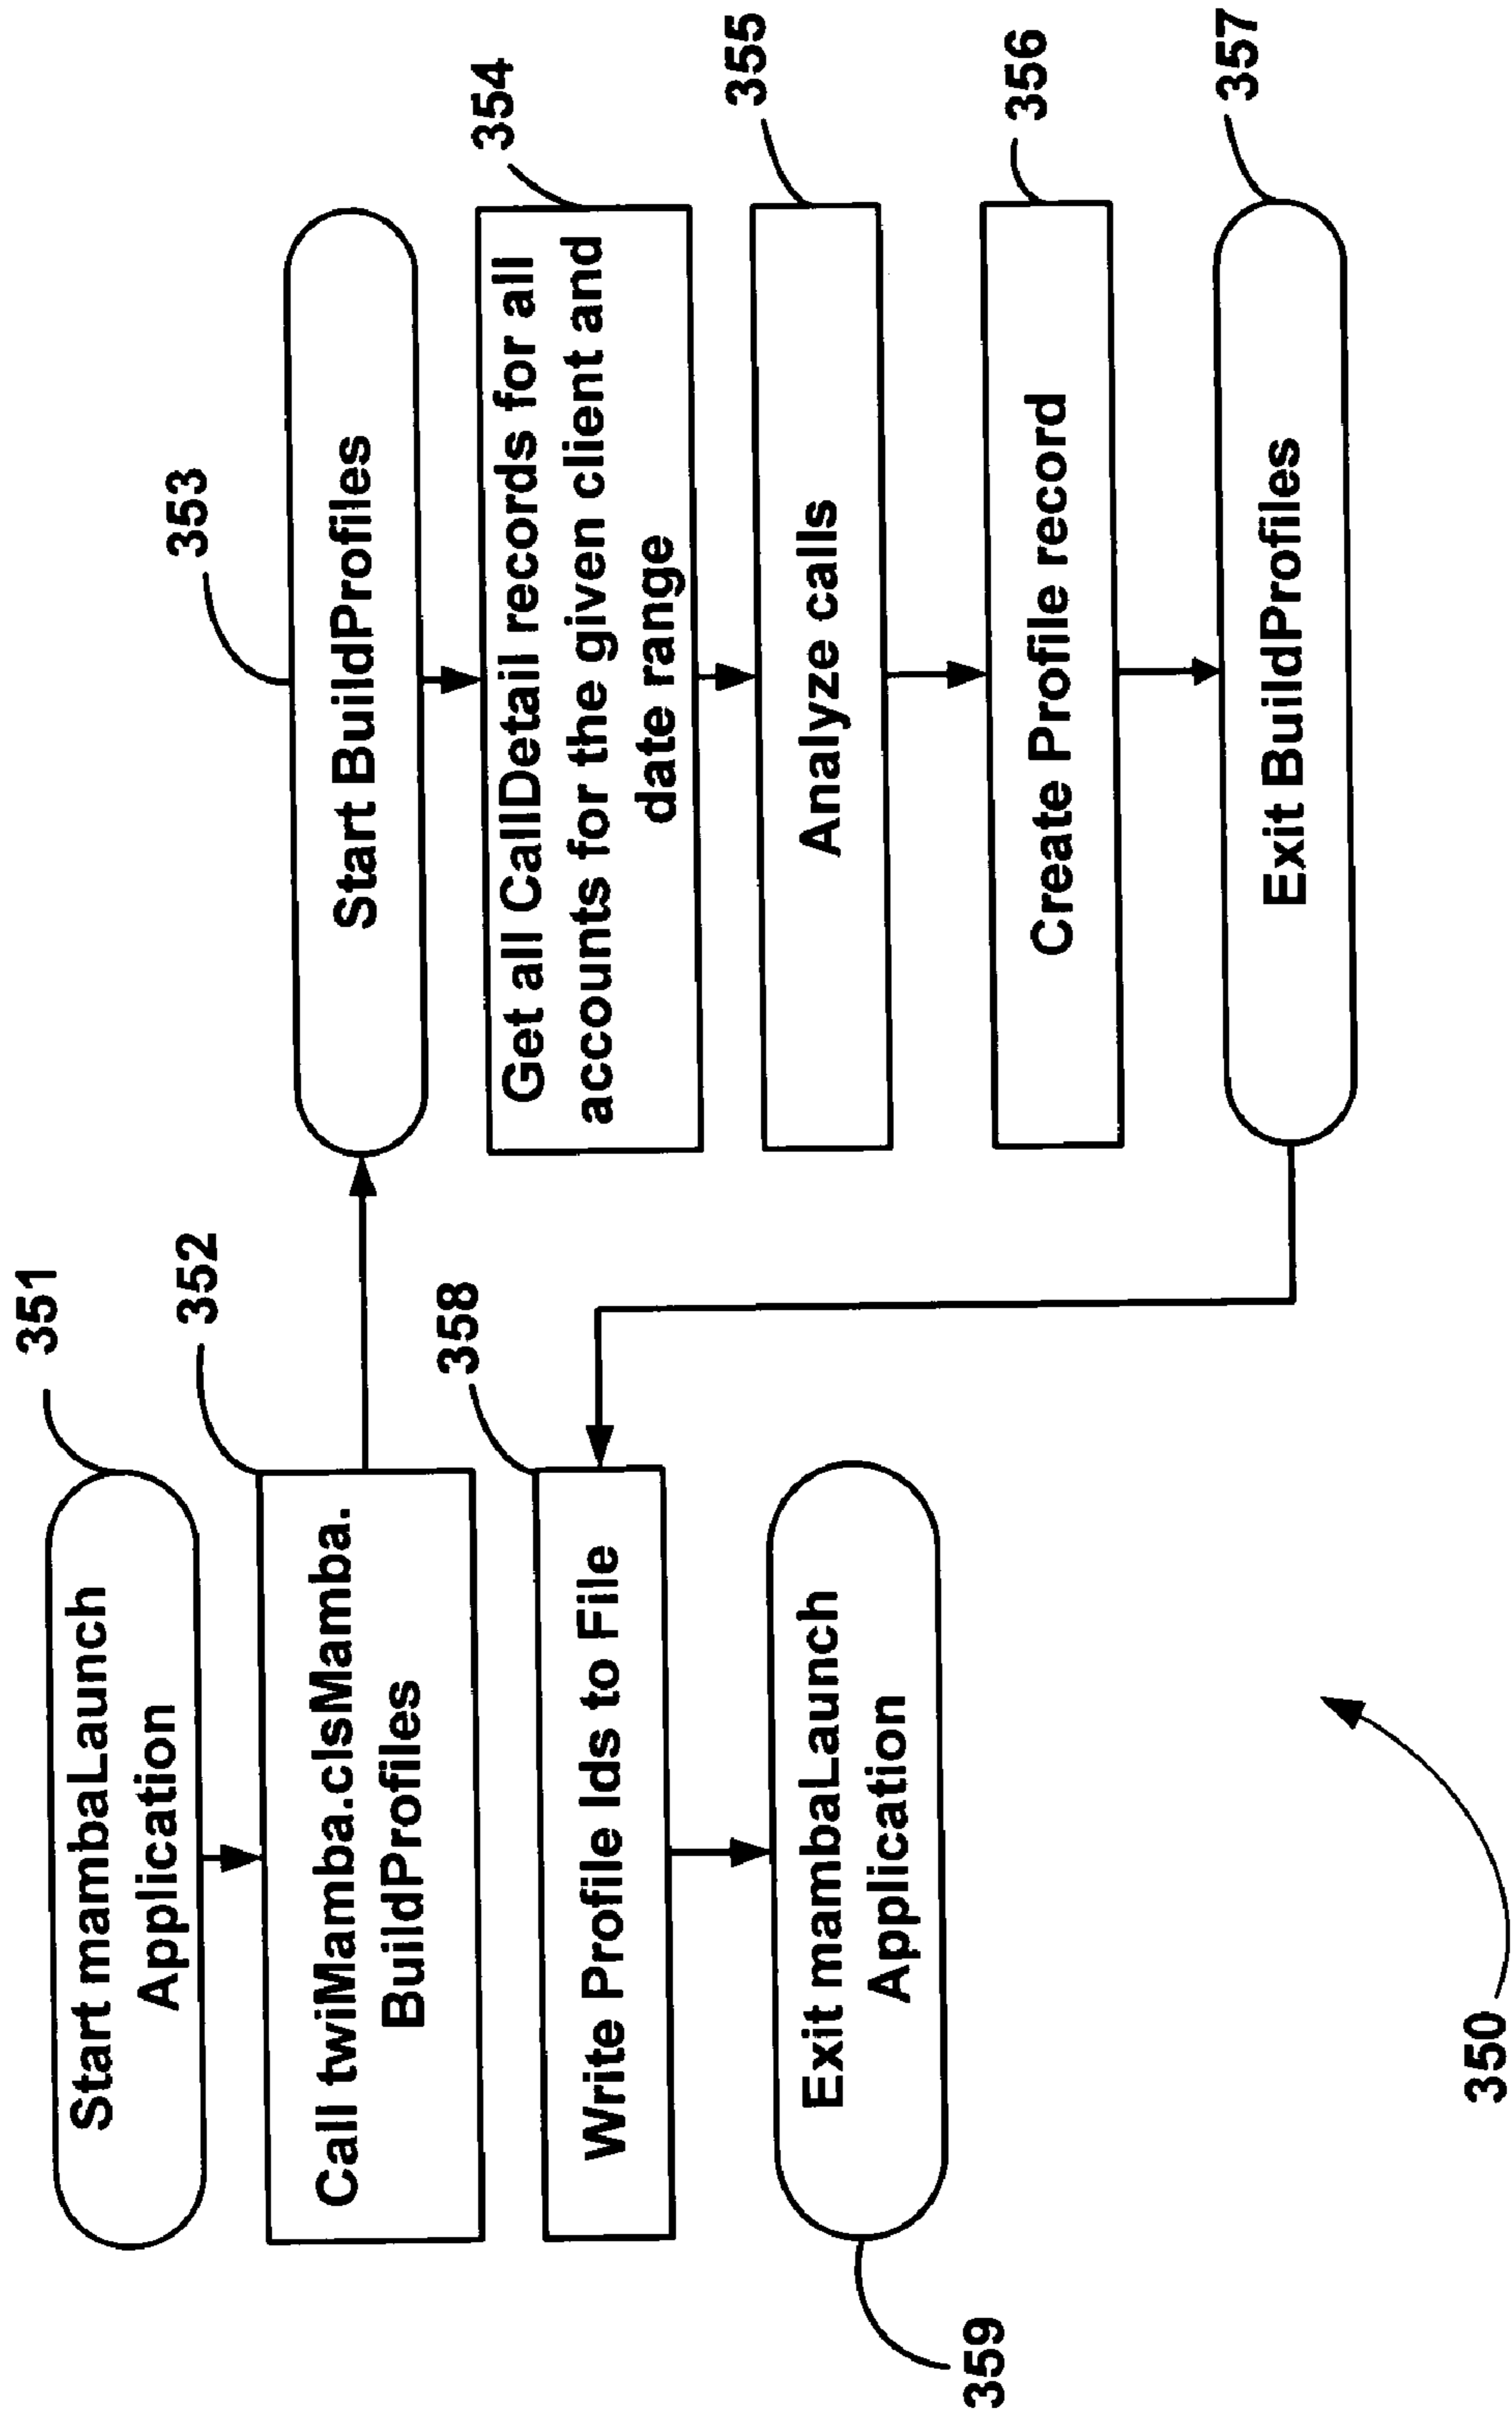 351
Start mambaLaunch
Application
352
Call twiMamba.clsMamba.
BuildProfiles
353
Start BuildProfiles
354
Get all CallDetail records for all
accounts for the given client and
date range
355
Analyze calls
356
Create Profile record
357
Exit BuildProfiles
358
Write Profile Ids to File
Exit mambaLaunch
Application
359
350